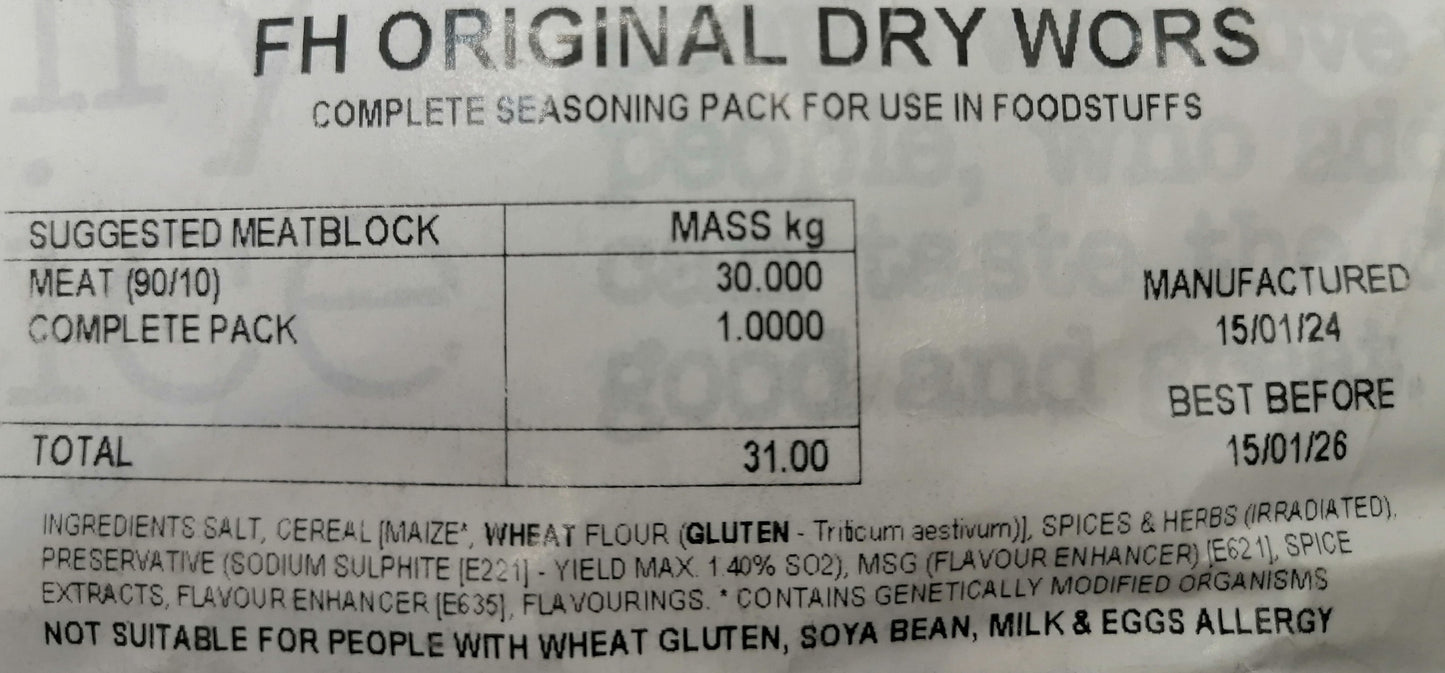 FH ORIGINAL DRY WORS
COMPLETE SEASONING PACK FOR USE IN FOODSTUFFS
SUGGESTED MEATBLOCK MASS kg
MEAT (90/10) 30.000
COMPLETE PACK 1.0000
TOTAL 31.00
MANUFACTURED
15/01/24
BEST BEFORE
15/01/26
INGREDIENTS SALT, CEREAL [MAIZE*, WHEAT FLOUR (GLUTEN - Triticum aestivum)], SPICES & HERBS (IRRADIATED),
PRESERVATIVE (SODIUM SULPHITE [E221] - YIELD MAX. 1.40% SO2), MSG (FLAVOUR ENHANCER) [E621], SPICE
EXTRACTS, FLAVOUR ENHANCER [E635], FLAVOURINGS. * CONTAINS GENETICALLY MODIFIED ORGANISMS
NOT SUITABLE FOR PEOPLE WITH WHEAT GLUTEN, SOYA BEAN, MILK & EGGS ALLERGY